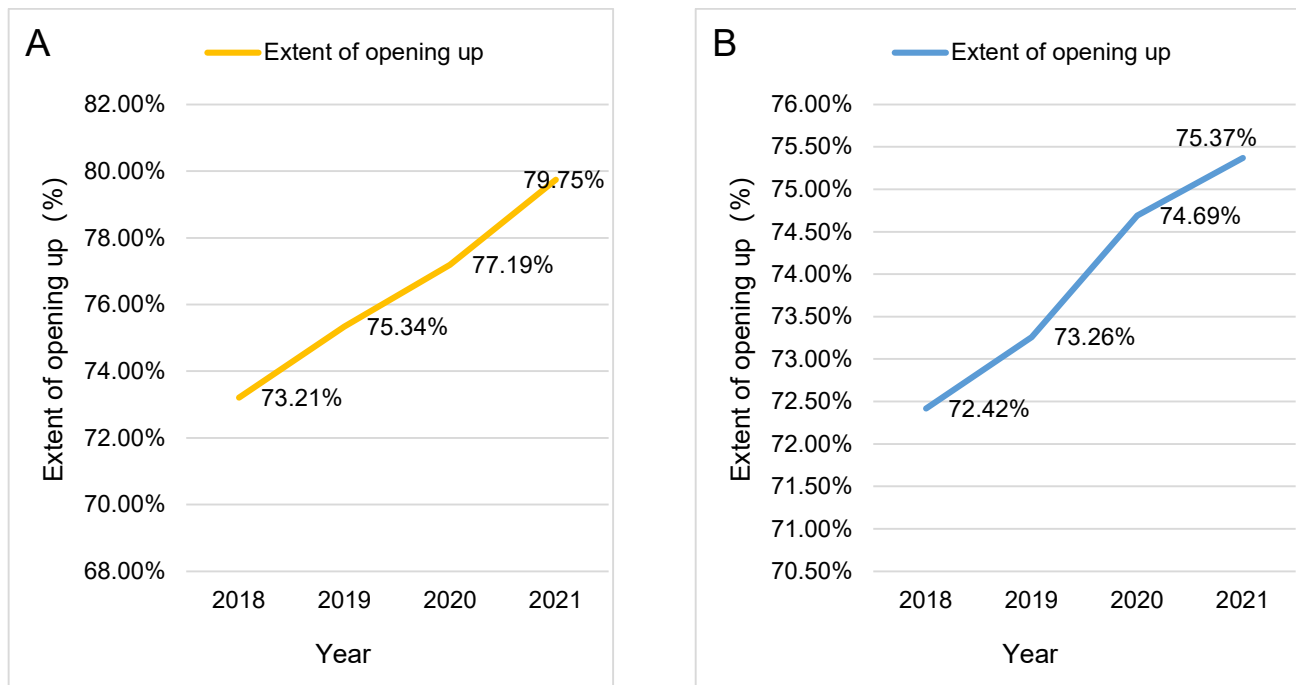 A
Extent of opening up
82.00%
80.00%
78.00%
76.00%
74.00%
72.00%
70.00%
68.00%
Extent of opening up (%)
73.21%
75.34%
77.19%
79.75%
2018 2019 2020 2021
Year
B
Extent of opening up
76.00%
75.50%
75.00%
74.50%
74.00%
73.50%
73.00%
72.50%
72.00%
71.50%
71.00%
70.50%
Extent of opening up (%)
72.42%
73.26%
74.69%
75.37%
2018 2019 2020 2021
Year